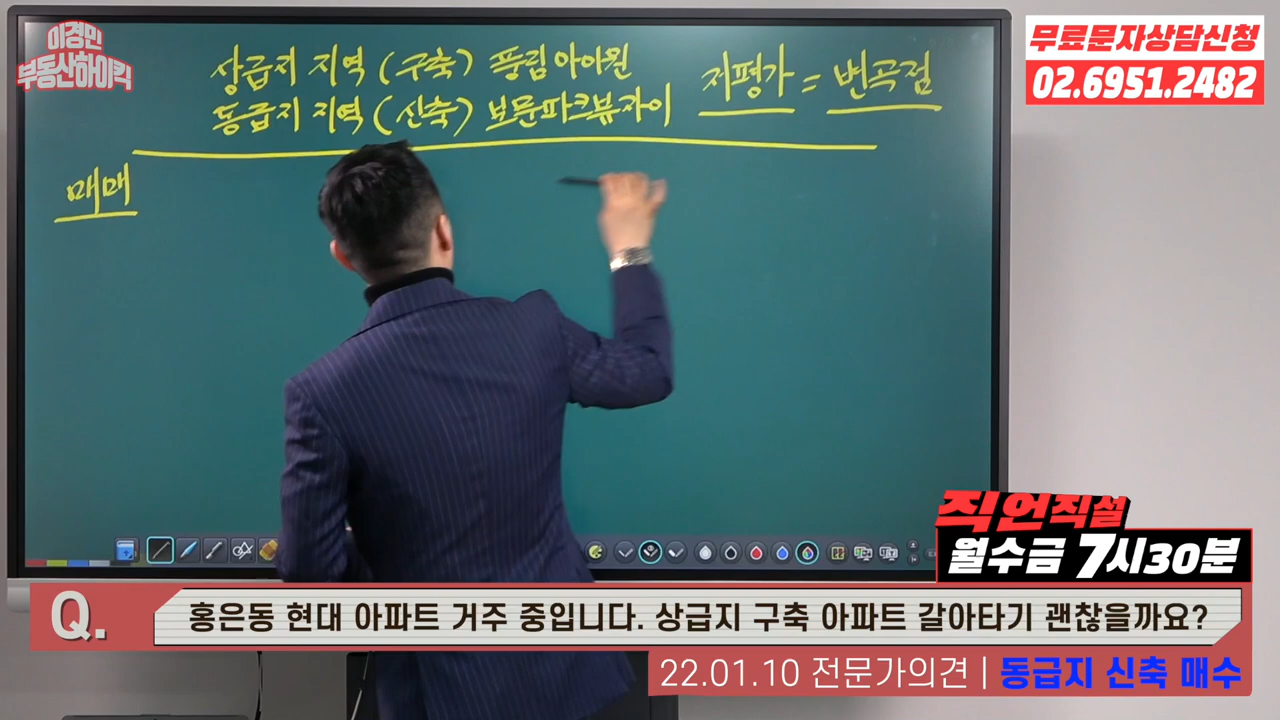 이경민
부동산하이킥
무료문자상담신청
02.6951.2482
상급지 지역 (구축) 풍림아이원
동급지 지역 (신축) 보문파크뷰자이
저평가 = 변곡점
매매
직언직설
월수금 7시30분
Q. 홍은동 현대 아파트 거주 중입니다. 상급지 구축 아파트 갈아타기 괜찮을까요?
22.01.10 전문가의견 | 동급지 신축 매수